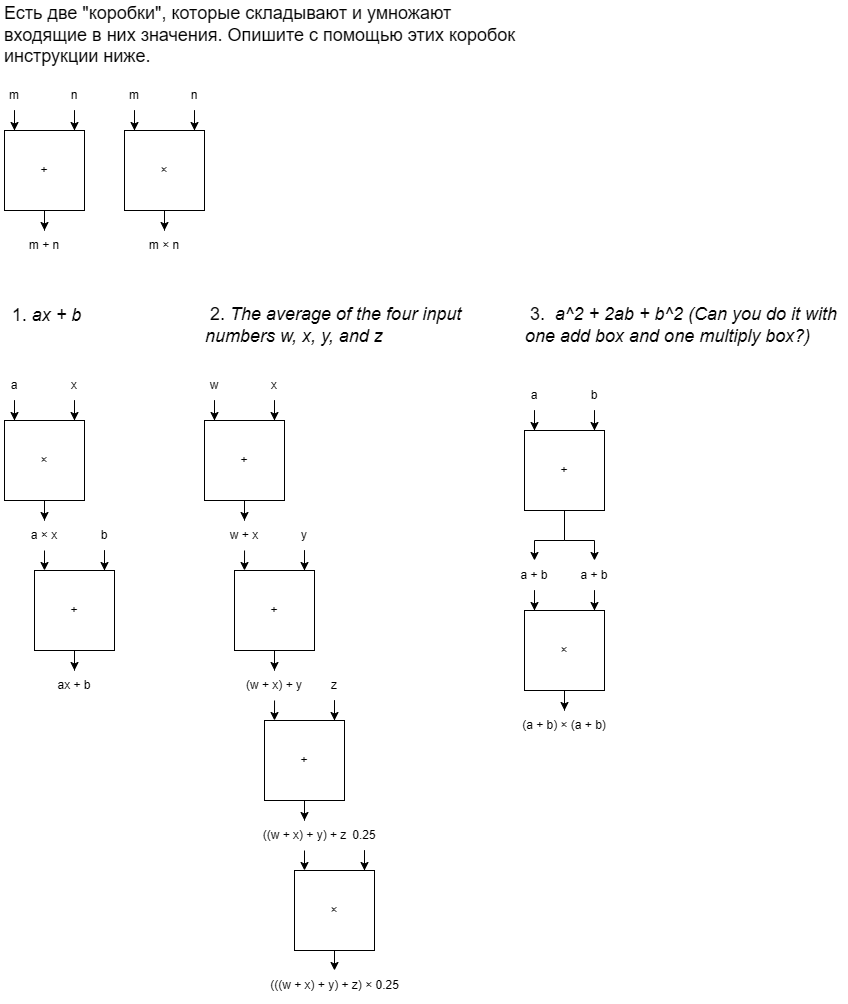 Есть две "коробки", которые складывают и умножают
входящие в них значения. Опишите с помощью этих коробок
инструкции ниже.
m n m n
+ ×
m + n m × n
1. ax + b
2. The average of the four input
numbers w, x, y, and z
3. a^2 + 2ab + b^2 (Can you do it with
one add box and one multiply box?)
a x
×
a × x b
+
ax + b
w x
+
w + x y
+
(w + x) + y z
+
((w + x) + y) + z 0.25
×
(((w + x) + y) + z) × 0.25
a b
+
a + b a + b
×
(a + b) × (a + b)